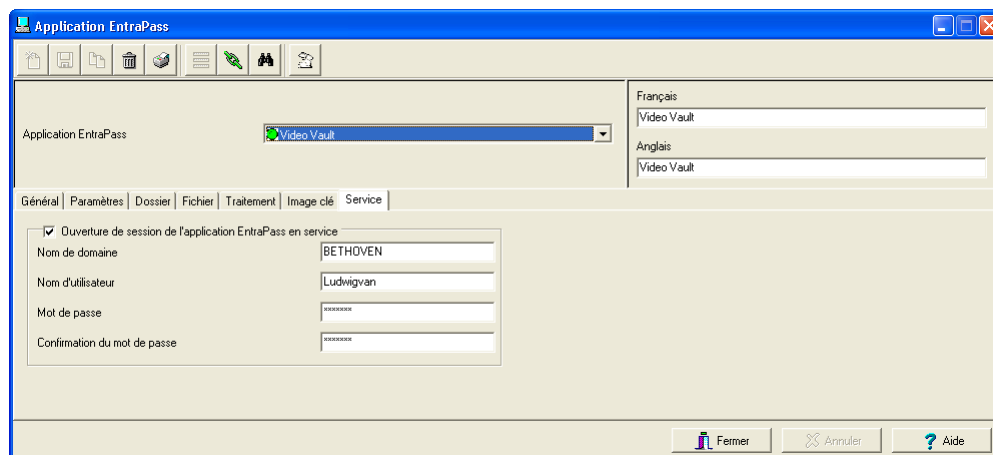 Application EntraPass
Français
Video Vault
Application EntraPass
Video Vault
Anglais
Video Vault
Général Paramètres Dossier Fichier Traitement Image clé Service
Ouverture de session de l'application EntraPass en service
Nom de domaine BETHOVEN
Nom d'utilisateur Ludwigvan
Mot de passe *******
Confirmation du mot de passe *******
Fermer Annuler Aide